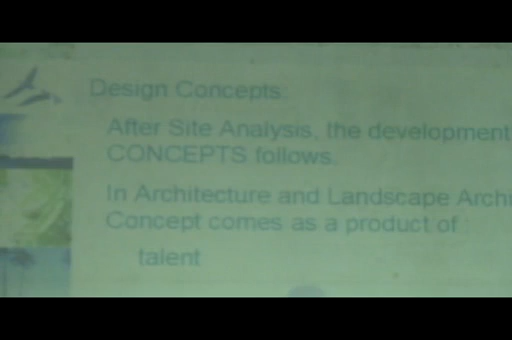 Design Concepts.
After Site Analysis, the development
CONCEPTS follows.
In Architecture and Landscape Archi
Concept comes as a product of :
talent